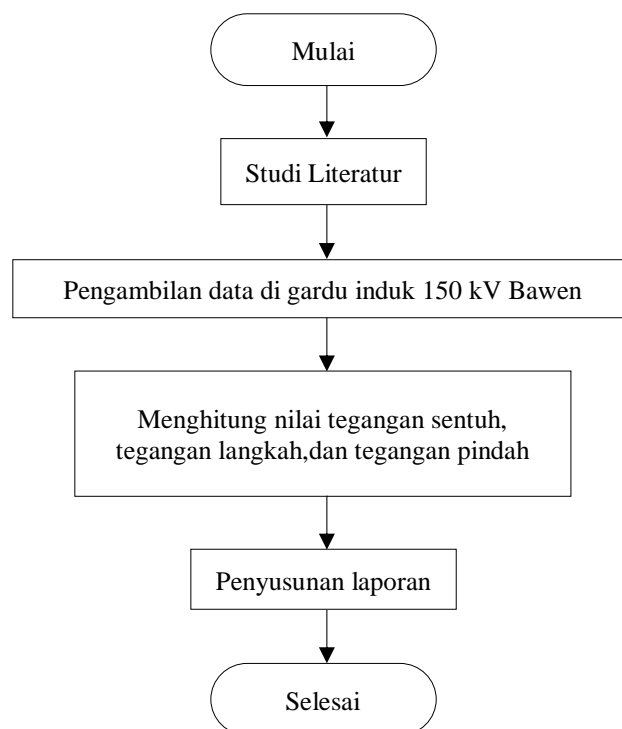 Mulai
Studi Literatur
Pengambilan data di gardu induk 150 kV Bawen
Menghitung nilai tegangan sentuh,
tegangan langkah,dan tegangan pindah
Penyusunan laporan
Selesai